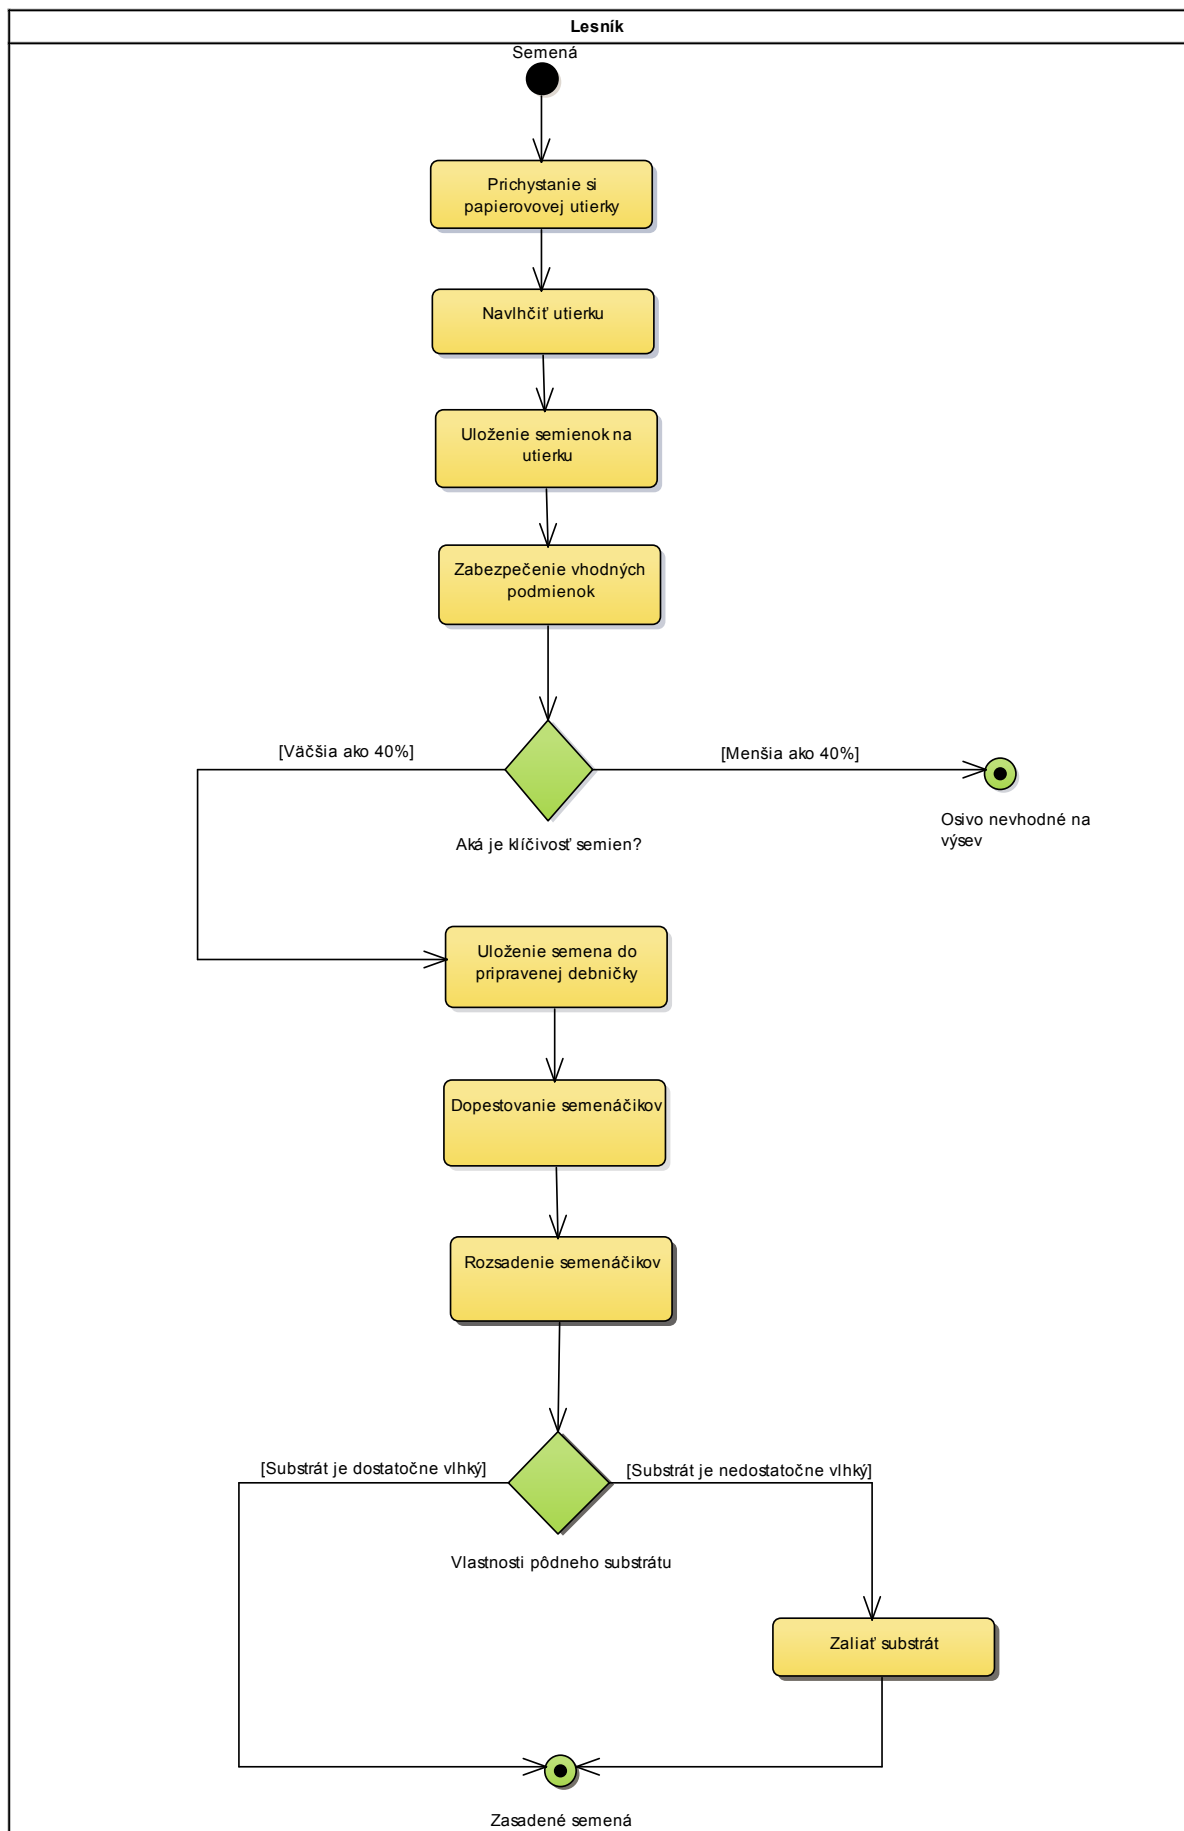 Lesník
Semená
Prichystanie si
papierovovej utierky
Navlhčiť utierku
Uloženie semienok na
utierku
Zabezpečenie vhodných
podmienok
[Väčšia ako 40%]
[Menšia ako 40%]
Aká je klíčivosť semien?
Osivo nevhodné na
výsev
Uloženie semena do
pripravenej debničky
Dopestovanie semenáčikov
Rozsadenie semenáčikov
[Substrát je dostatočne vlhký]
[Substrát je nedostatočne vlhký]
Vlastnosti pôdneho substrátu
Zaliať substrát
Zasadené semená